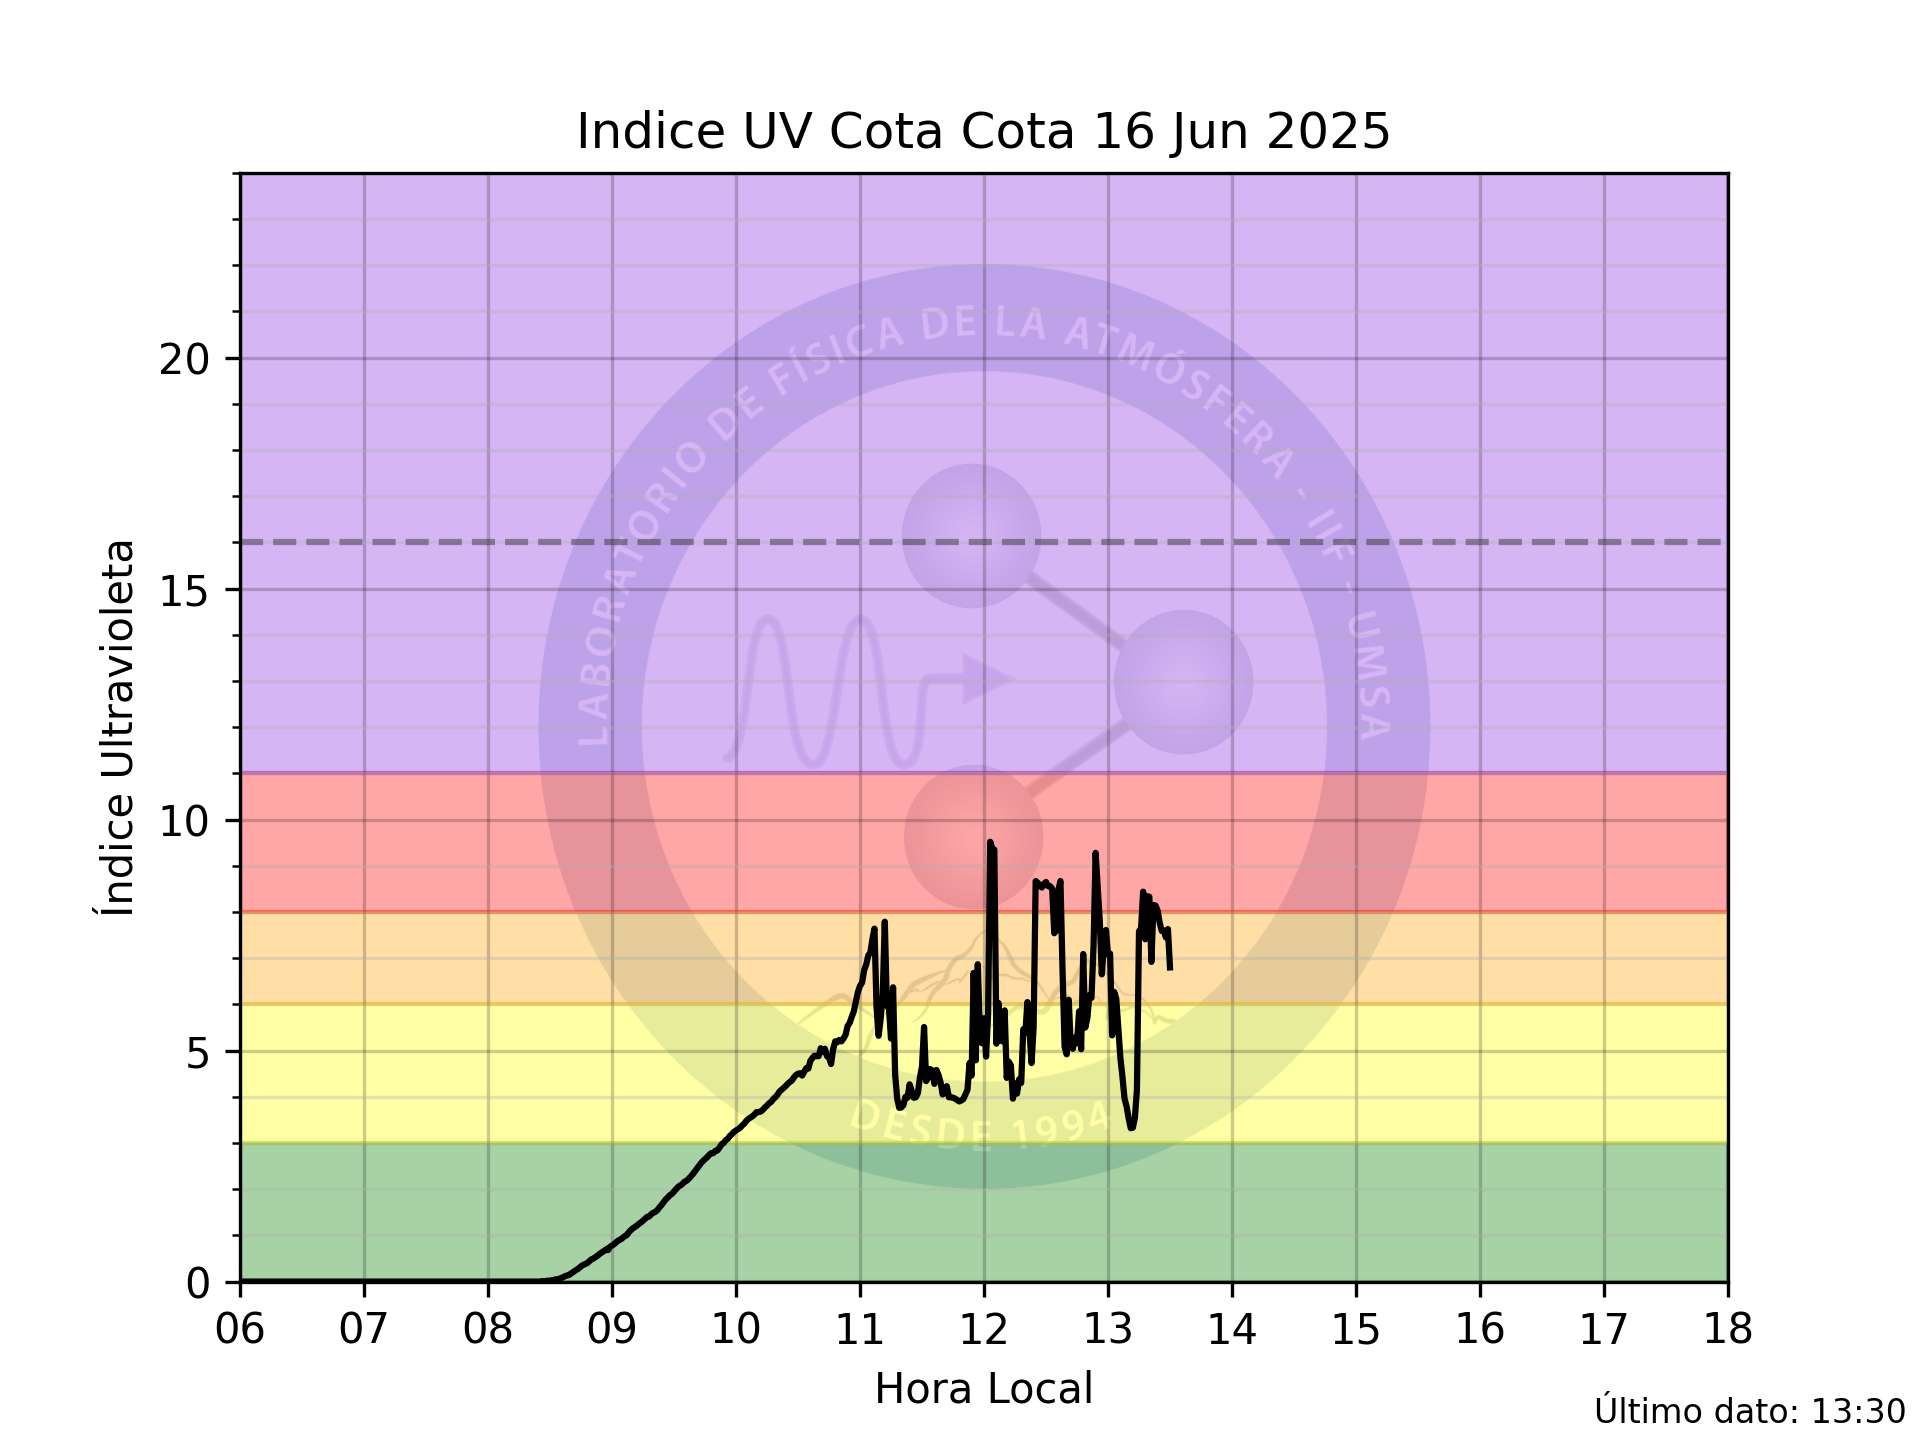 Indice UV Cota Cota 16 Jun 2025
Índice Ultravioleta
20
15
10
5
0
LABORATORIO DE FÍSICA DE LA ATMÓSFERA - IIF - UMSA
DESDE 1994
06 07 08 09 10 11 12 13 14 15 16 17 18
Hora Local
Último dato: 13:30